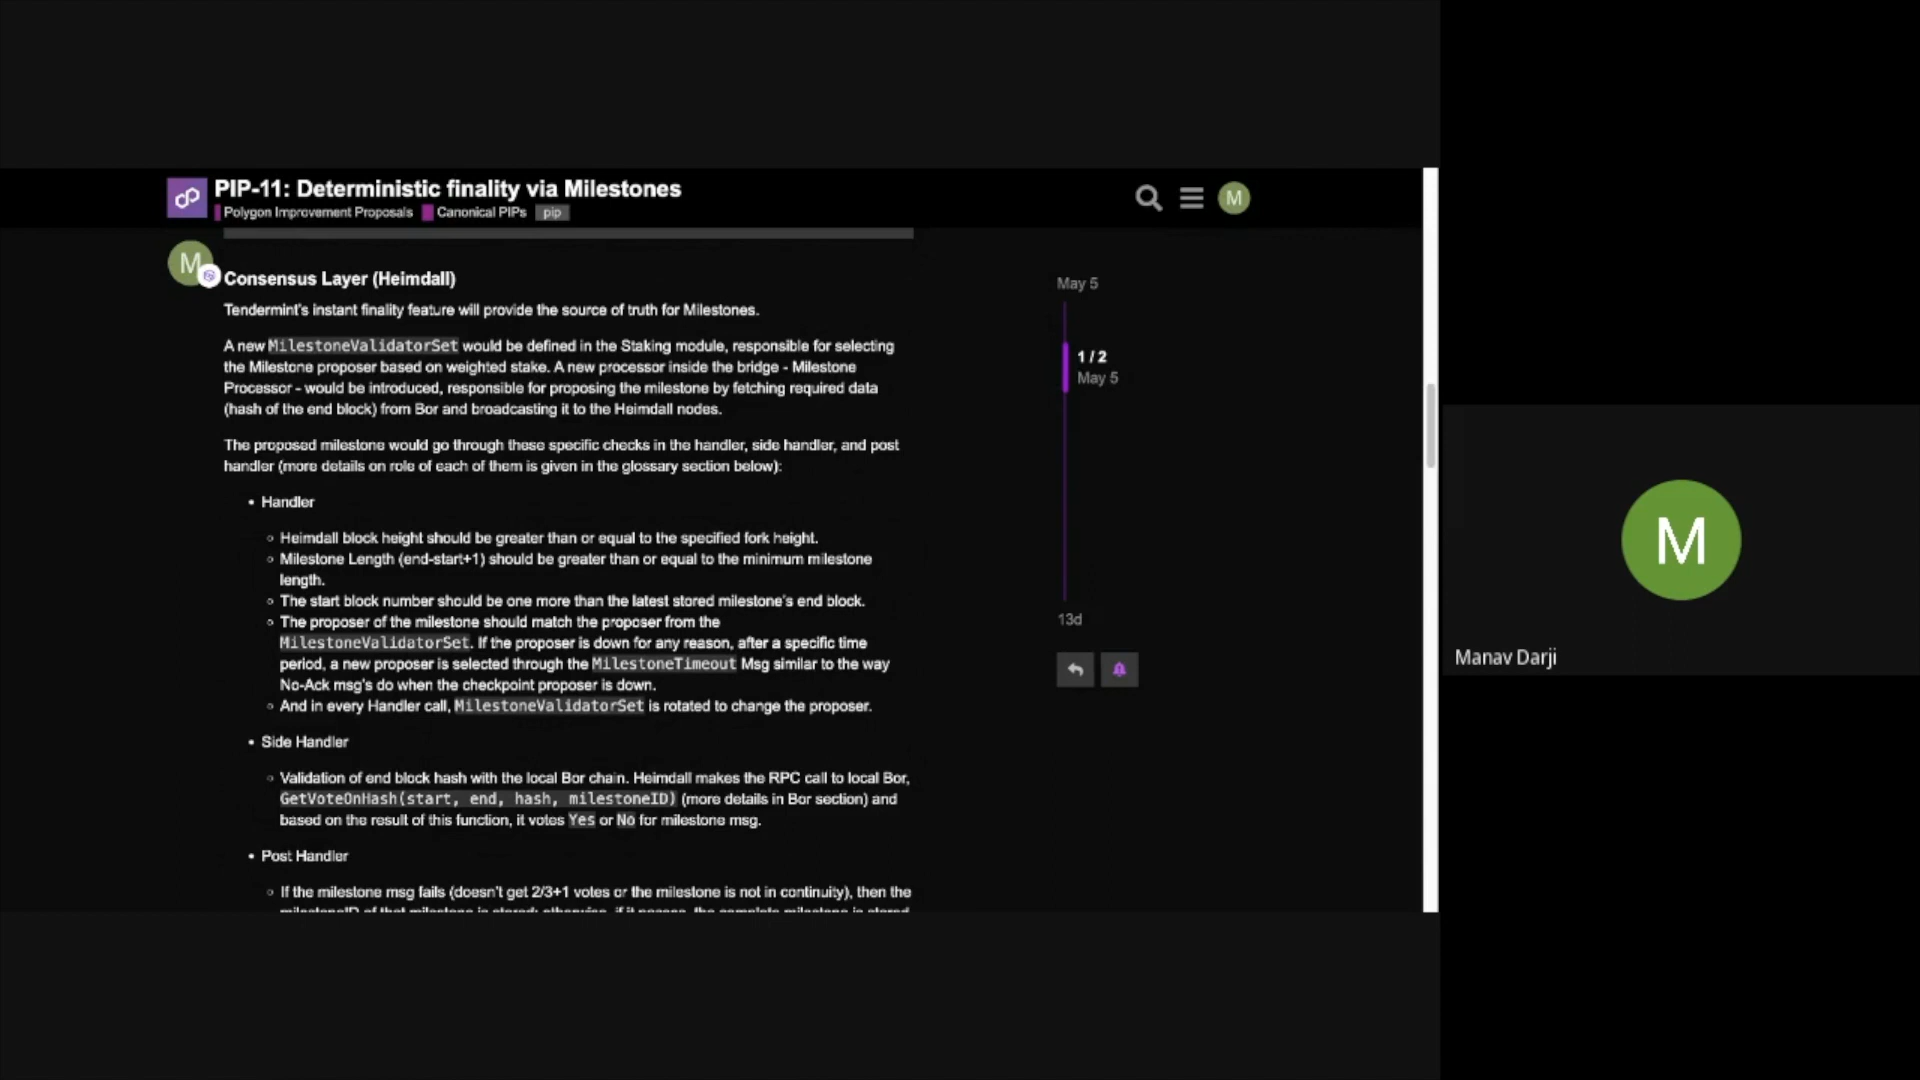 PIP-11: Deterministic finality via Milestones
Polygon Improvement Proposals Canonical PIPs pip
M
M
Consensus Layer (Heimdall)
Tendermint's instant finality feature will provide the source of truth for Milestones.
A new MilestoneValidatorSet would be defined in the Staking module, responsible for selecting
the Milestone proposer based on weighted stake. A new processor inside the bridge - Milestone
Processor - would be introduced, responsible for proposing the milestone by fetching required data
(hash of the end block) from Bor and broadcasting it to the Heimdall nodes.
The proposed milestone would go through these specific checks in the handler, side handler, and post
handler (more details on role of each of them is given in the glossary section below):
• Handler
◦ Heimdall block height should be greater than or equal to the specified fork height.
◦ Milestone Length (end-start+1) should be greater than or equal to the minimum milestone
length.
◦ The start block number should be one more than the latest stored milestone's end block.
◦ The proposer of the milestone should match the proposer from the
MilestoneValidatorSet. If the proposer is down for any reason, after a specific time
period, a new proposer is selected through the MilestoneTimeout Msg similar to the way
No-Ack msg's do when the checkpoint proposer is down.
◦ And in every Handler call, MilestoneValidatorSet is rotated to change the proposer.
• Side Handler
◦ Validation of end block hash with the local Bor chain. Heimdall makes the RPC call to local Bor,
GetVoteOnHash(start, end, hash, milestoneID) (more details in Bor section) and
based on the result of this function, it votes Yes or No for milestone msg.
• Post Handler
◦ If the milestone msg fails (doesn't get 2/3+1 votes or the milestone is not in continuity), then the
milestoneID of that milestone is stored; otherwise, if it passes, the complete milestone is stored
May 5
1 / 2
May 5
13d
M
Manav Darji